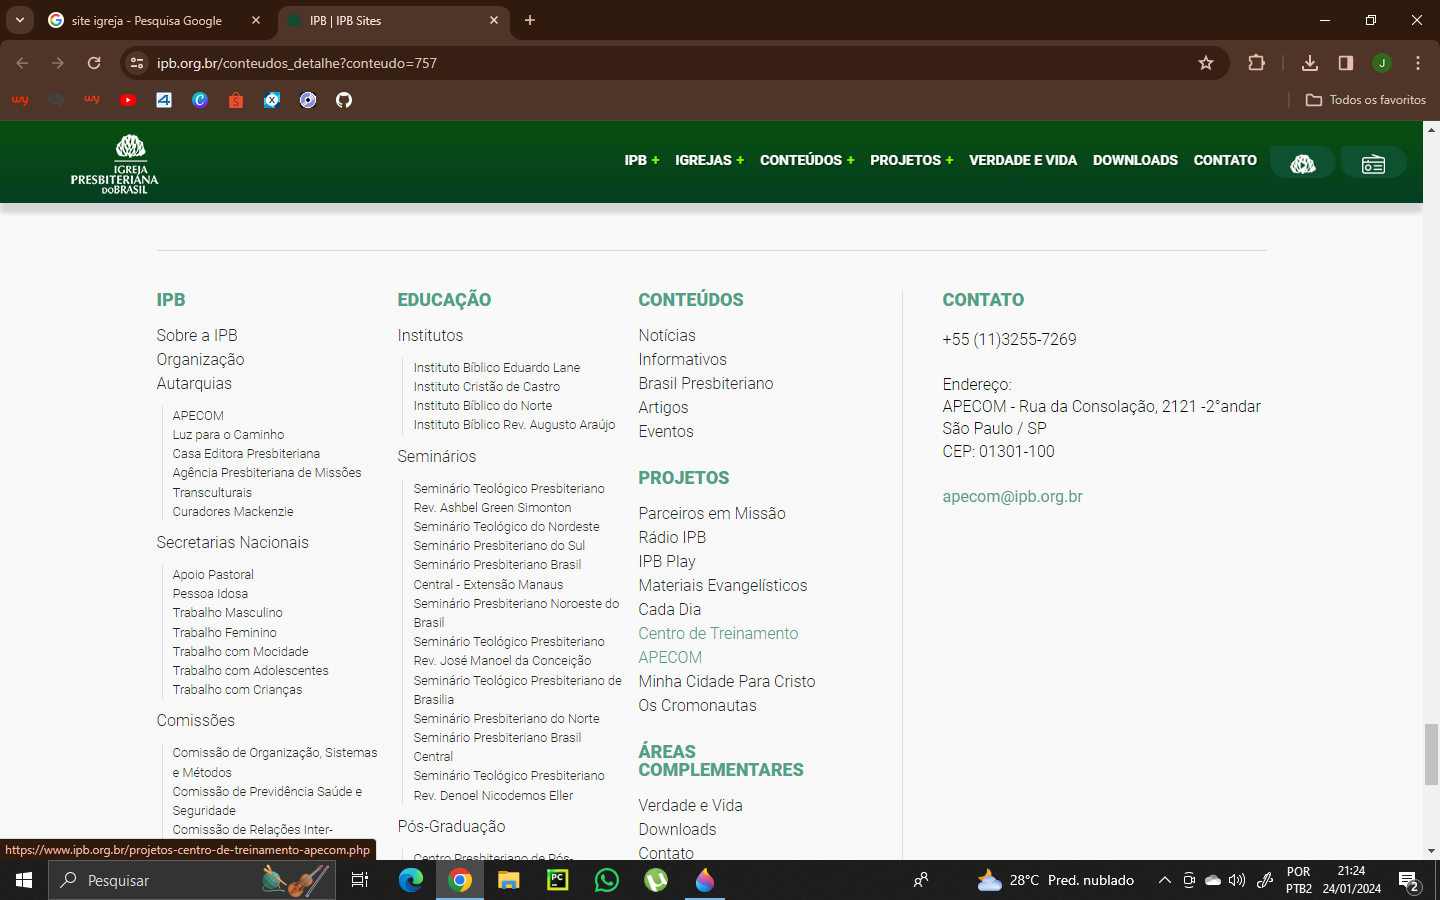 site igreja - Pesquisa Google
IPB | IPB Sites
ipb.org.br/conteudos_detalhe?conteudo=757
J
Todos os favoritos
IGREJA
PRESBITERIANA
DOBRASIL
IPB +
IGREJAS +
CONTEÚDOS +
PROJETOS +
VERDADE E VIDA
DOWNLOADS
CONTATO
IPB
Sobre a IPB
Organização
Autarquias
APECOM
Luz para o Caminho
Casa Editora Presbiteriana
Agência Presbiteriana de Missões
Transculturais
Curadores Mackenzie
Secretarias Nacionais
Apoio Pastoral
Pessoa Idosa
Trabalho Masculino
Trabalho Feminino
Trabalho com Mocidade
Trabalho com Adolescentes
Trabalho com Crianças
Comissões
Comissão de Organização, Sistemas
e Métodos
Comissão de Previdência Saúde e
Seguridade
Comissão de Relações Inter-
EDUCAÇÃO
Institutos
Instituto Bíblico Eduardo Lane
Instituto Cristão de Castro
Instituto Bíblico do Norte
Instituto Bíblico Rev. Augusto Araújo
Seminários
Seminário Teológico Presbiteriano
Rev. Ashbel Green Simonton
Seminário Teológico do Nordeste
Seminário Presbiteriano do Sul
Seminário Presbiteriano Brasil
Central - Extensão Manaus
Seminário Presbiteriano Noroeste do
Brasil
Seminário Teológico Presbiteriano
Rev. José Manoel da Conceição
Seminário Teológico Presbiteriano de
Brasilia
Seminário Presbiteriano do Norte
Seminário Presbiteriano Brasil
Central
Seminário Teológico Presbiteriano
Rev. Denoel Nicodemos Eller
Pós-Graduação
Centro Presbiteriano de Pós-
CONTEÚDOS
Notícias
Informativos
Brasil Presbiteriano
Artigos
Eventos
PROJETOS
Parceiros em Missão
Rádio IPB
IPB Play
Materiais Evangelísticos
Cada Dia
Centro de Treinamento
APECOM
Minha Cidade Para Cristo
Os Cromonautas
ÁREAS
COMPLEMENTARES
Verdade e Vida
Downloads
Contato
CONTATO
+55 (11)3255-7269
Endereço:
APECOM - Rua da Consolação, 2121 -2°andar
São Paulo / SP
CEP: 01301-100
apecom@ipb.org.br
https://www.ipb.org.br/projetos-centro-de-treinamento-apecom.php
Pesquisar
28°C Pred. nublado
POR
PTB2
21:24
24/01/2024
2